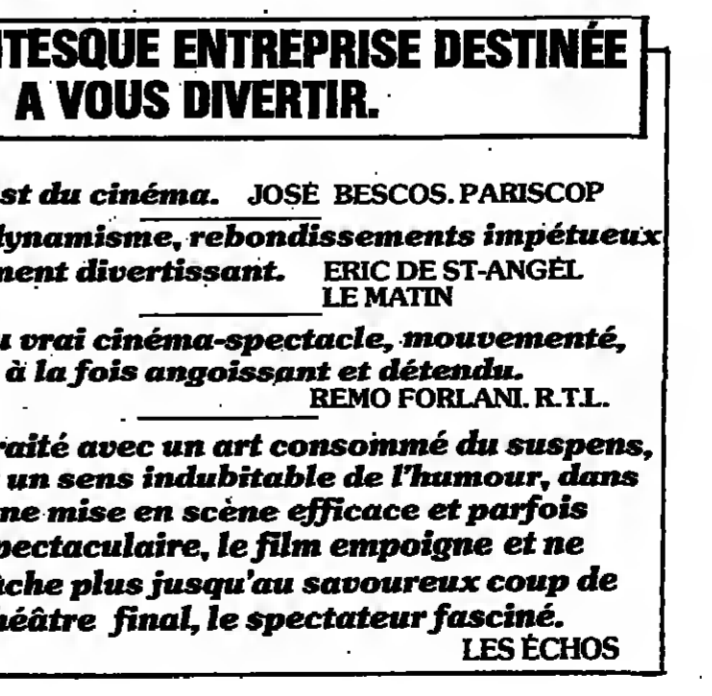 TESQUE ENTREPRISE DESTINÉE
A VOUS DIVERTIR.
st du cinéma. JOSÉ BESCOS. PARISCOP
dynamisme, rebondissements impétueux
ment divertissant. ERIC DE ST-ANGEL
LE MATIN
u vrai cinéma-spectacle, mouvementé,
à la fois angoissant et détendu.
REMO FORLANI. R.T.L.
raité avec un art consommé du suspens,
un sens indubitable de l'humour, dans
ne mise en scène efficace et parfois
pectaculaire, le film empoigne et ne
iche plus jusqu'au savoureux coup de
héâtre final, le spectateur fasciné.
LES ÉCHOS